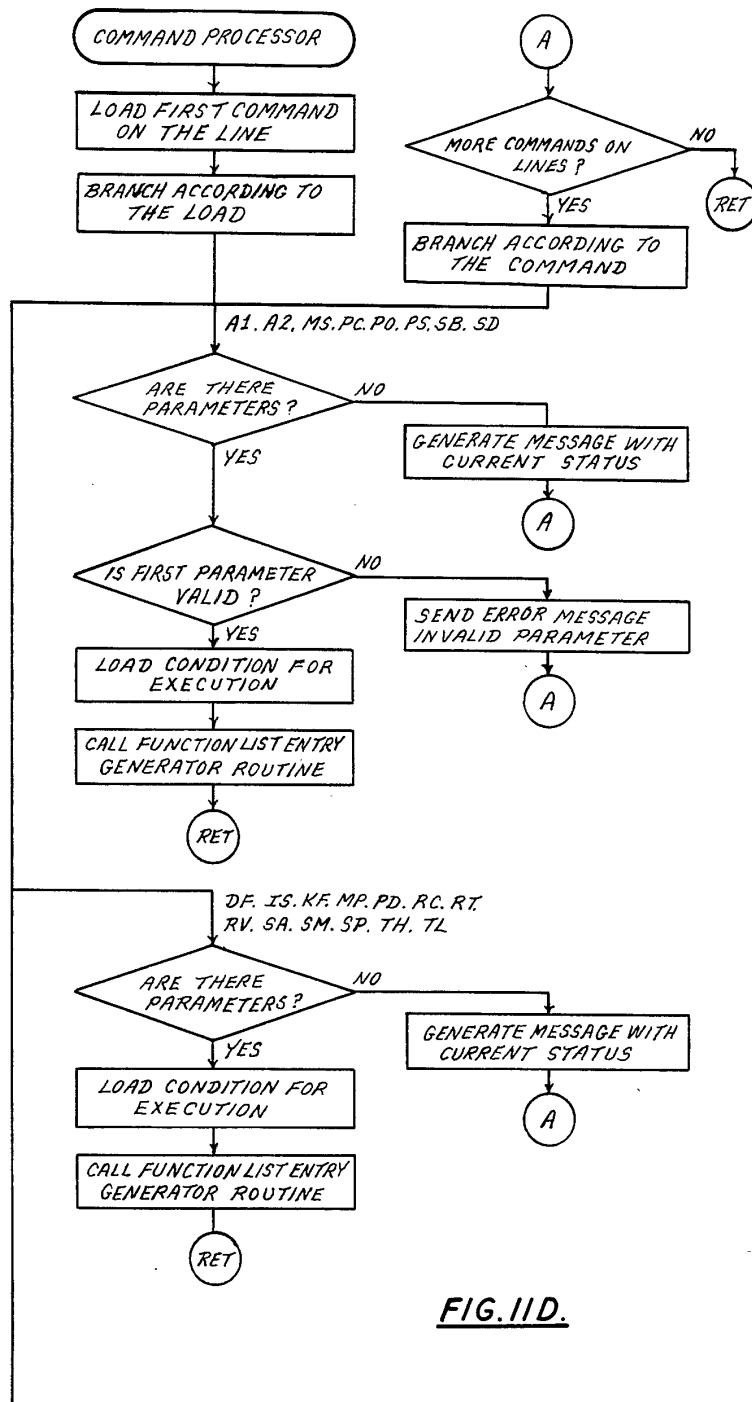 COMMAND PROCESSOR
LOAD FIRST COMMAND
ON THE LINE
BRANCH ACCORDING TO
THE LOAD
A
MORE COMMANDS ON
LINES?
NO
RET
YES
BRANCH ACCORDING TO
THE COMMAND
A1. A2, MS. PC. PO. PS. SB. SD
ARE THERE
PARAMETERS?
NO
GENERATE MESSAGE WITH
CURRENT STATUS
A
YES
IS FIRST PARAMETER
VALID?
NO
SEND ERROR MESSAGE
INVALID PARAMETER
A
YES
LOAD CONDITION FOR
EXECUTION
CALL FUNCTION LIST ENTRY
GENERATOR ROUTINE
RET
DF. IS. KF. MP. PD. RC. RT.
RV. SA. SM. SP. TH. TL
ARE THERE
PARAMETERS?
NO
GENERATE MESSAGE WITH
CURRENT STATUS
A
YES
LOAD CONDITION FOR
EXECUTION
CALL FUNCTION LIST ENTRY
GENERATOR ROUTINE
RET
FIG. 11D.